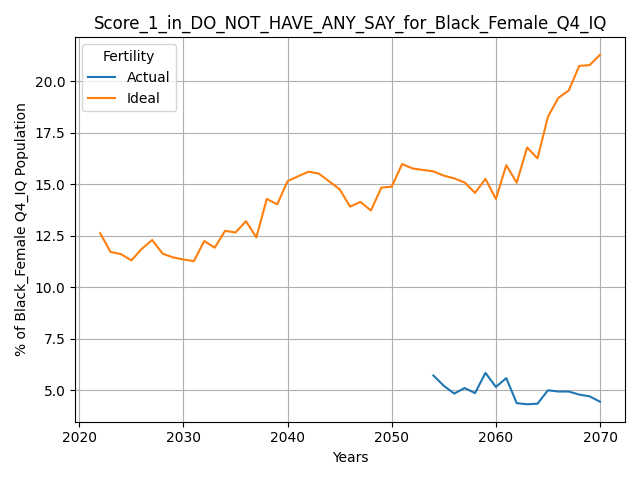 Score_1_in_DO_NOT_HAVE_ANY_SAY_for_Black_Female_Q4_IQ
Fertility
Actual
Ideal
% of Black_Female Q4_IQ Population
20.0
17.5
15.0
12.5
10.0
7.5
5.0
2020 2030 2040 2050 2060 2070
Years